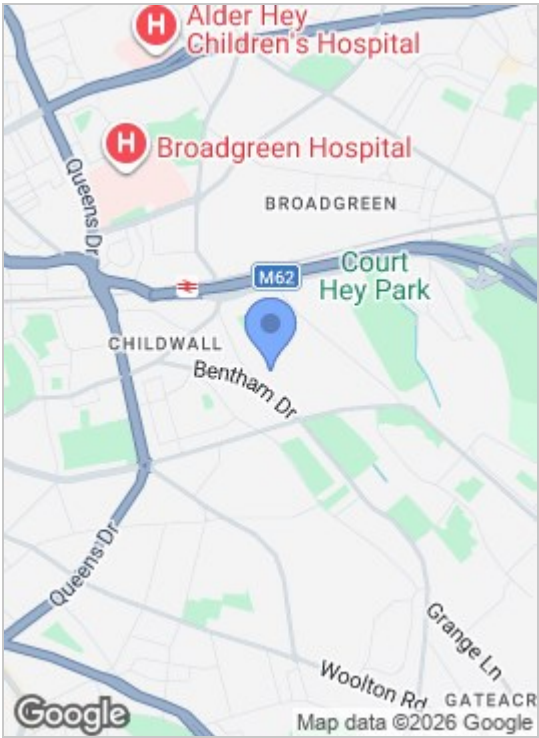 Alder Hey
Children's Hospital
H
H
Broadgreen Hospital
Queens Dr
BROADGREEN
M62
Court
Hey Park
CHILDWALL
Bentham Dr
Queens Dr
Grange Ln
Woolton Rd
GATEACR
Google
Map data ©2026 Google